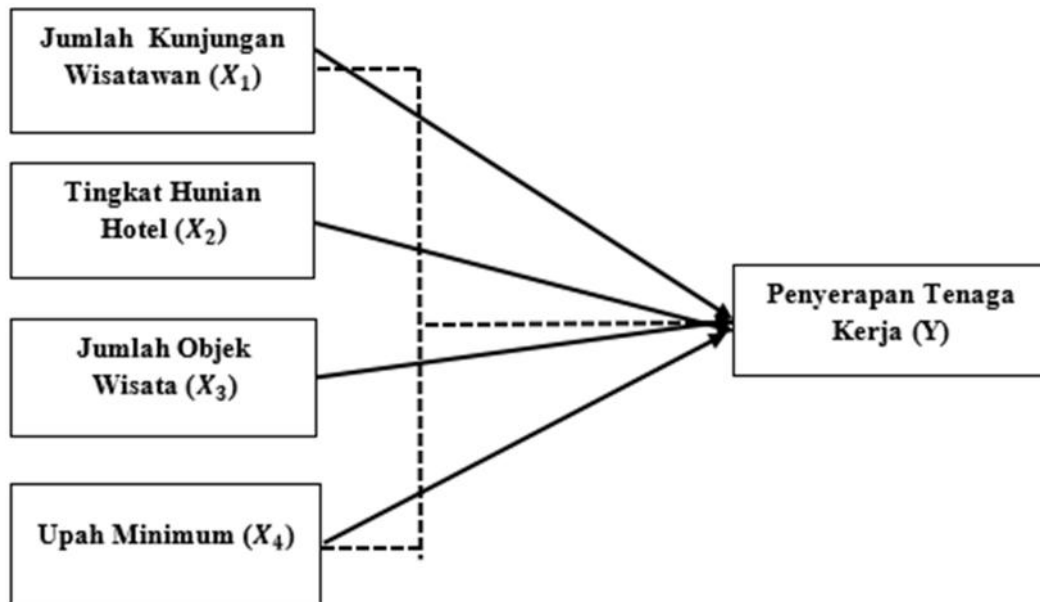 Jumlah Kunjungan
Wisatawan (X₁)
Tingkat Hunian
Hotel (X₂)
Jumlah Objek
Wisata (X₃)
Upah Minimum (X₄)
Penyerapan Tenaga
Kerja (Y)